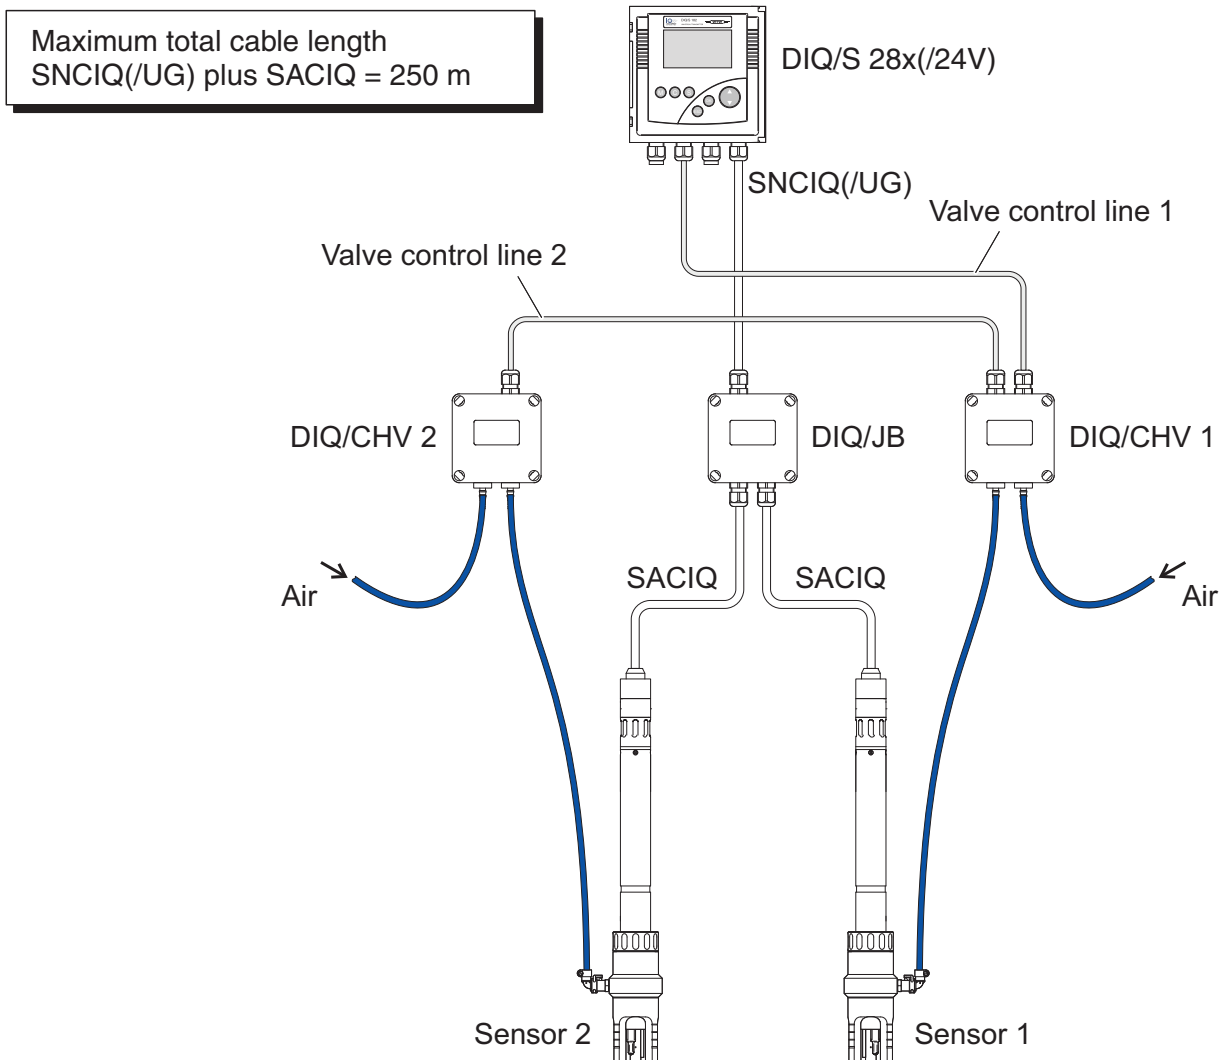 Maximum total cable length
SNCIQ(/UG) plus SACIQ = 250 m
DIQ/S 28x(/24V)
SNCIQ(/UG)
Valve control line 1
Valve control line 2
DIQ/CHV 2
DIQ/JB
DIQ/CHV 1
SACIQ
SACIQ
Air
Air
Sensor 2
Sensor 1